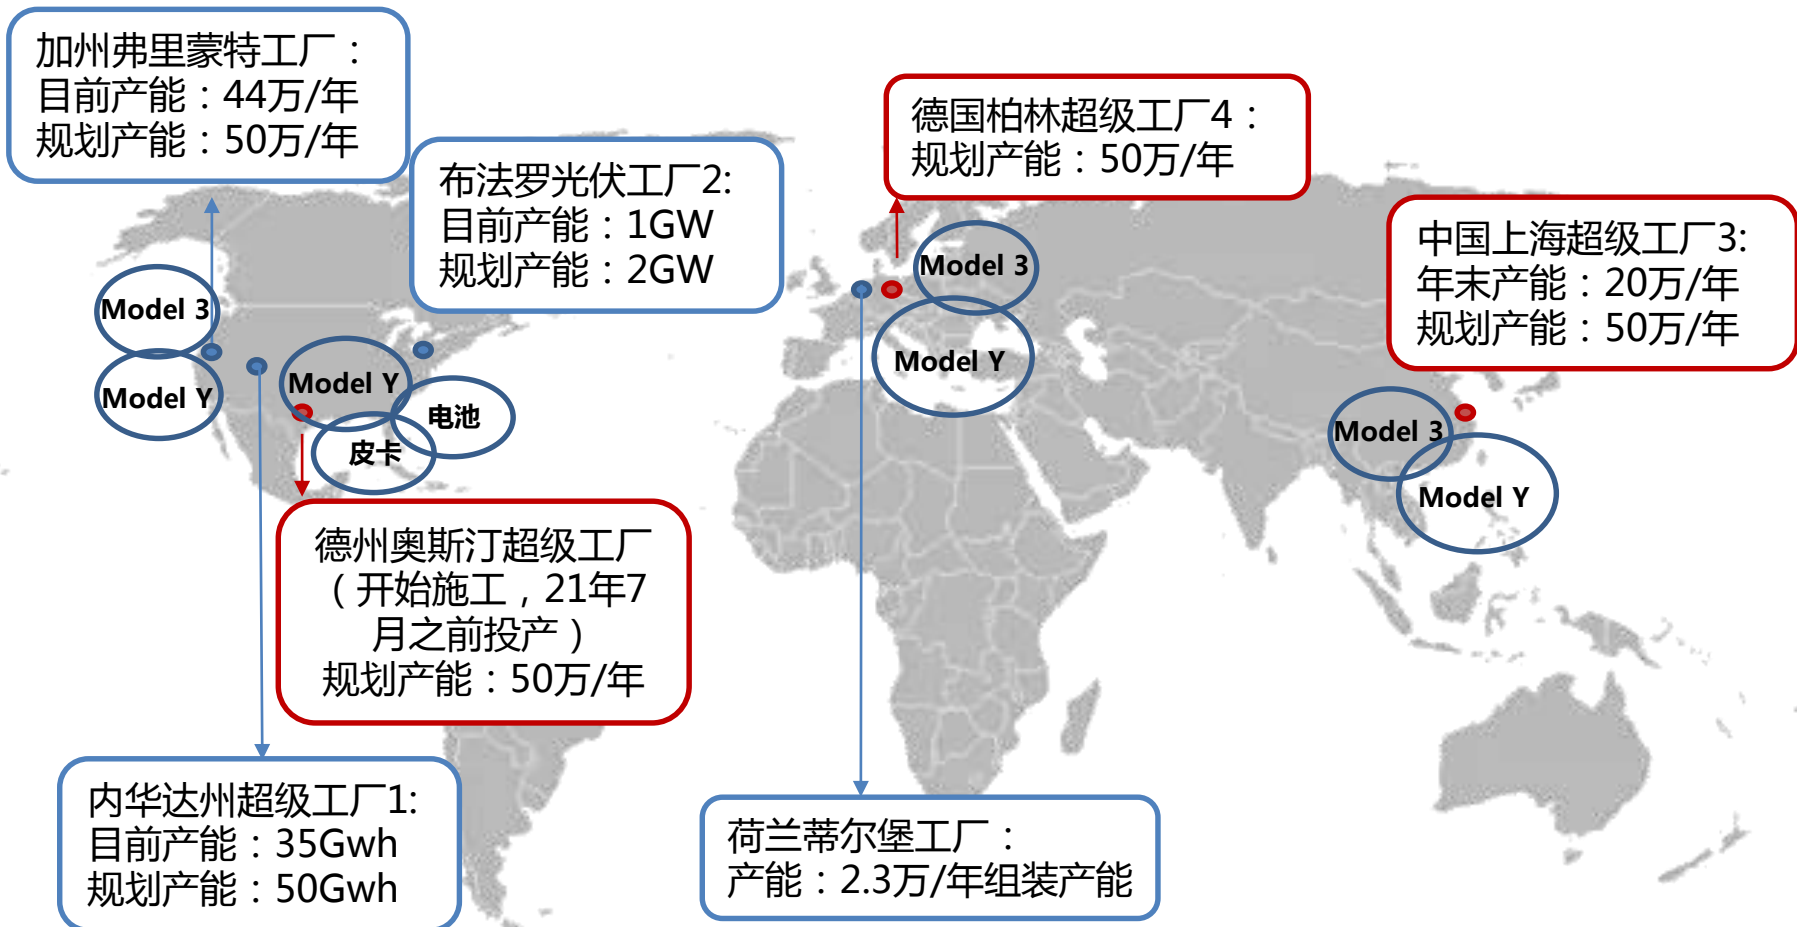 加州弗里蒙特工厂：
目前产能：44万/年
规划产能：50万/年
布法罗光伏工厂2:
目前产能：1GW
规划产能：2GW
德国柏林超级工厂4：
规划产能：50万/年
中国上海超级工厂3:
年末产能：20万/年
规划产能：50万/年
Model 3
Model Y
Model Y
电池
皮卡
Model 3
Model Y
Model 3
Model Y
德州奥斯汀超级工厂
（开始施工，21年7
月之前投产）
规划产能：50万/年
内华达州超级工厂1:
目前产能：35Gwh
规划产能：50Gwh
荷兰蒂尔堡工厂：
产能：2.3万/年组装产能